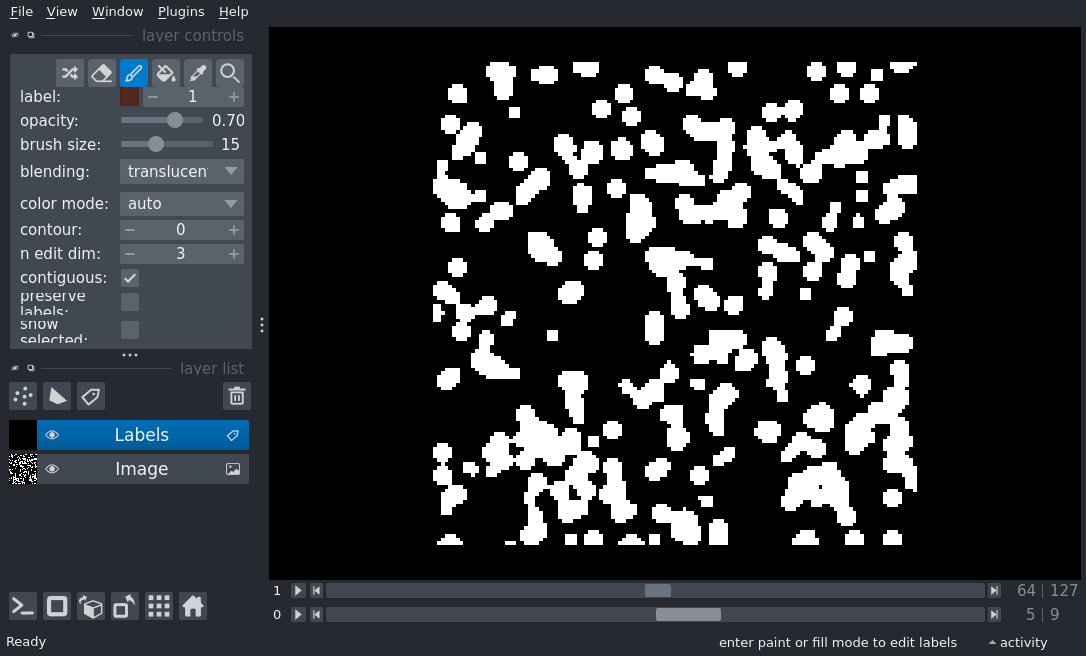 File View Window Plugins Help
layer controls
label: 1
opacity: 0.70
brush size: 15
blending: translucen
color mode: auto
contour: 0
n edit dim: 3
contiguous:
preserve
labels:
show
selected:
layer list
Labels
Image
1 64 | 127
0 5 | 9
Ready enter paint or fill mode to edit labels activity